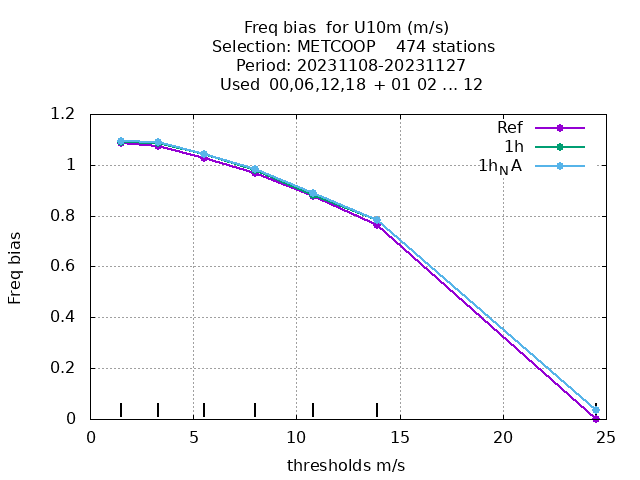 Freq bias  for U10m (m/s)
Selection: METCOOP    474 stations
Period: 20231108-20231127
Used  00,06,12,18  + 01 02 ... 12
Ref
1h
1h_N A
1.2
1
0.8
0.6
0.4
0.2
0
Freq bias
0 5 10 15 20 25
thresholds m/s